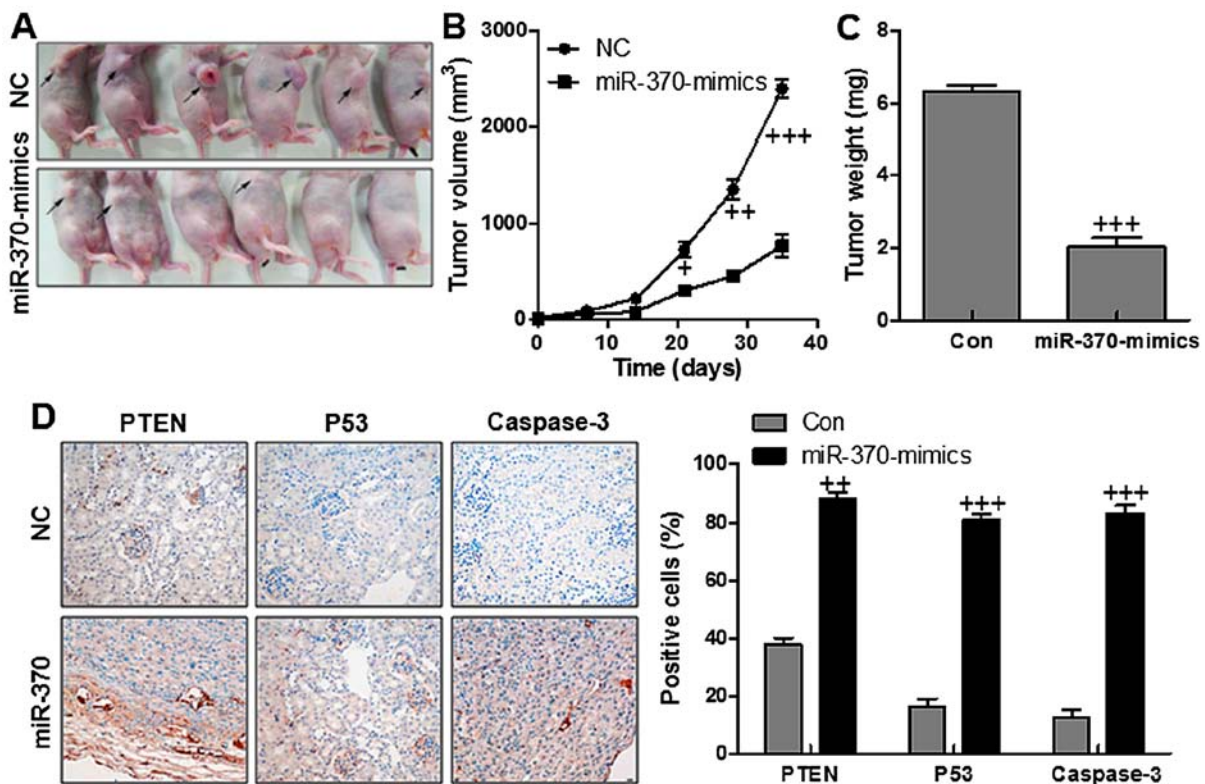 A
NC
miR-370-mimics
B
NC
miR-370-mimics
Tumor volume (mm³)
3000
2000
1000
0
+
++
+++
0 10 20 30 40
Time (days)
C
Tumor weight (mg)
8
6
4
2
0
+++
Con miR-370-mimics
D
PTEN P53 Caspase-3
NC
miR-370
Con
miR-370-mimics
Positive cells (%)
100
80
60
40
20
0
++ +++ +++
PTEN P53 Caspase-3